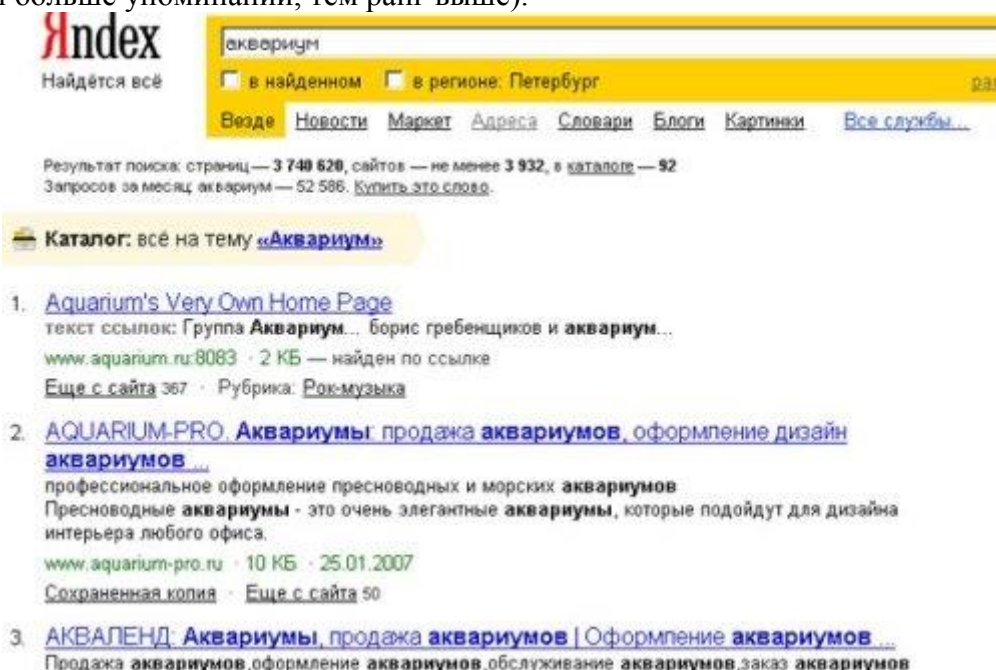 больше упоминаний, тем ранг выше).
Яndex
Найдётся всё
аквариум
в найденном в регионе: Петербург
Везде Новости Маркет Адреса Словари Блоги Картинки Все службы...
Результат поиска: страниц — 3 740 620, сайтов — не менее 3 932, в каталоге — 92
Запросов за месяц: аквариум — 52 586. Купить это слово.
Каталог: всё на тему «Аквариум»
1. Aquarium's Very Own Home Page
текст ссылок: Группа Аквариум... борис гребенщиков и аквариум...
www.aquarium.ru:8083 · 2 КБ — найден по ссылке
Еще с сайта 367 · Рубрика: Рок-музыка
2. AQUARIUM-PRO. Аквариумы: продажа аквариумов, оформление дизайн
аквариумов ...
профессиональное оформление пресноводных и морских аквариумов
Пресноводные аквариумы - это очень элегантные аквариумы, которые подойдут для дизайна
интерьера любого офиса.
www.aquarium-pro.ru · 10 КБ · 25.01.2007
Сохраненная копия · Еще с сайта 50
3. АКВАЛЕНД: Аквариумы, продажа аквариумов | Оформление аквариумов ...
Продажа аквариумов,оформление аквариумов,обслуживание аквариумов,заказ аквариумов